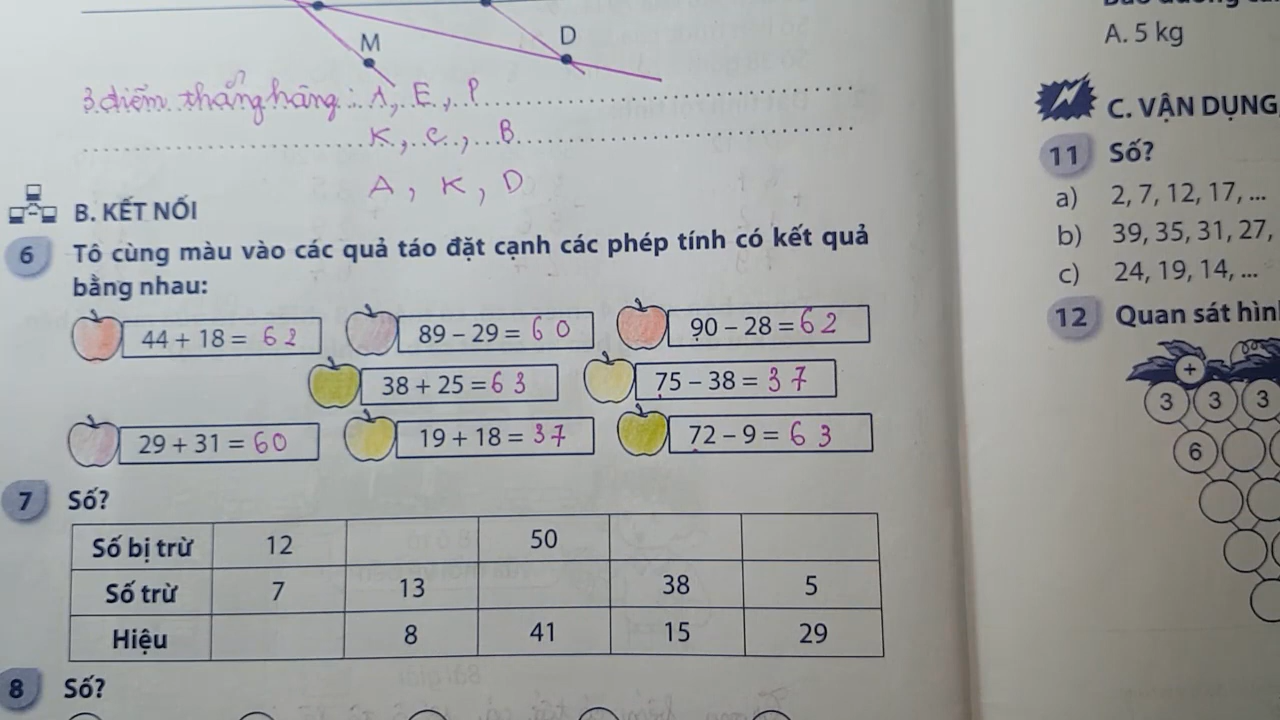 M
D
3 điểm thẳng hàng : A, E, P
K, C, B
A, K, D
B. KẾT NỐI
6 Tô cùng màu vào các quả táo đặt cạnh các phép tính có kết quả
bằng nhau:
44 + 18 = 62
89 – 29 = 60
90 – 28 = 62
38 + 25 = 63
75 – 38 = 37
29 + 31 = 60
19 + 18 = 37
72 – 9 = 63
7 Số?
Số bị trừ 12 50
Số trừ 7 13 38 5
Hiệu 8 41 15 29
8 Số?
A. 5 kg
C. VẬN DỤNG,
11 Số?
a) 2, 7, 12, 17, ...
b) 39, 35, 31, 27,
c) 24, 19, 14, ...
12 Quan sát hìn
+
3 3 3
6